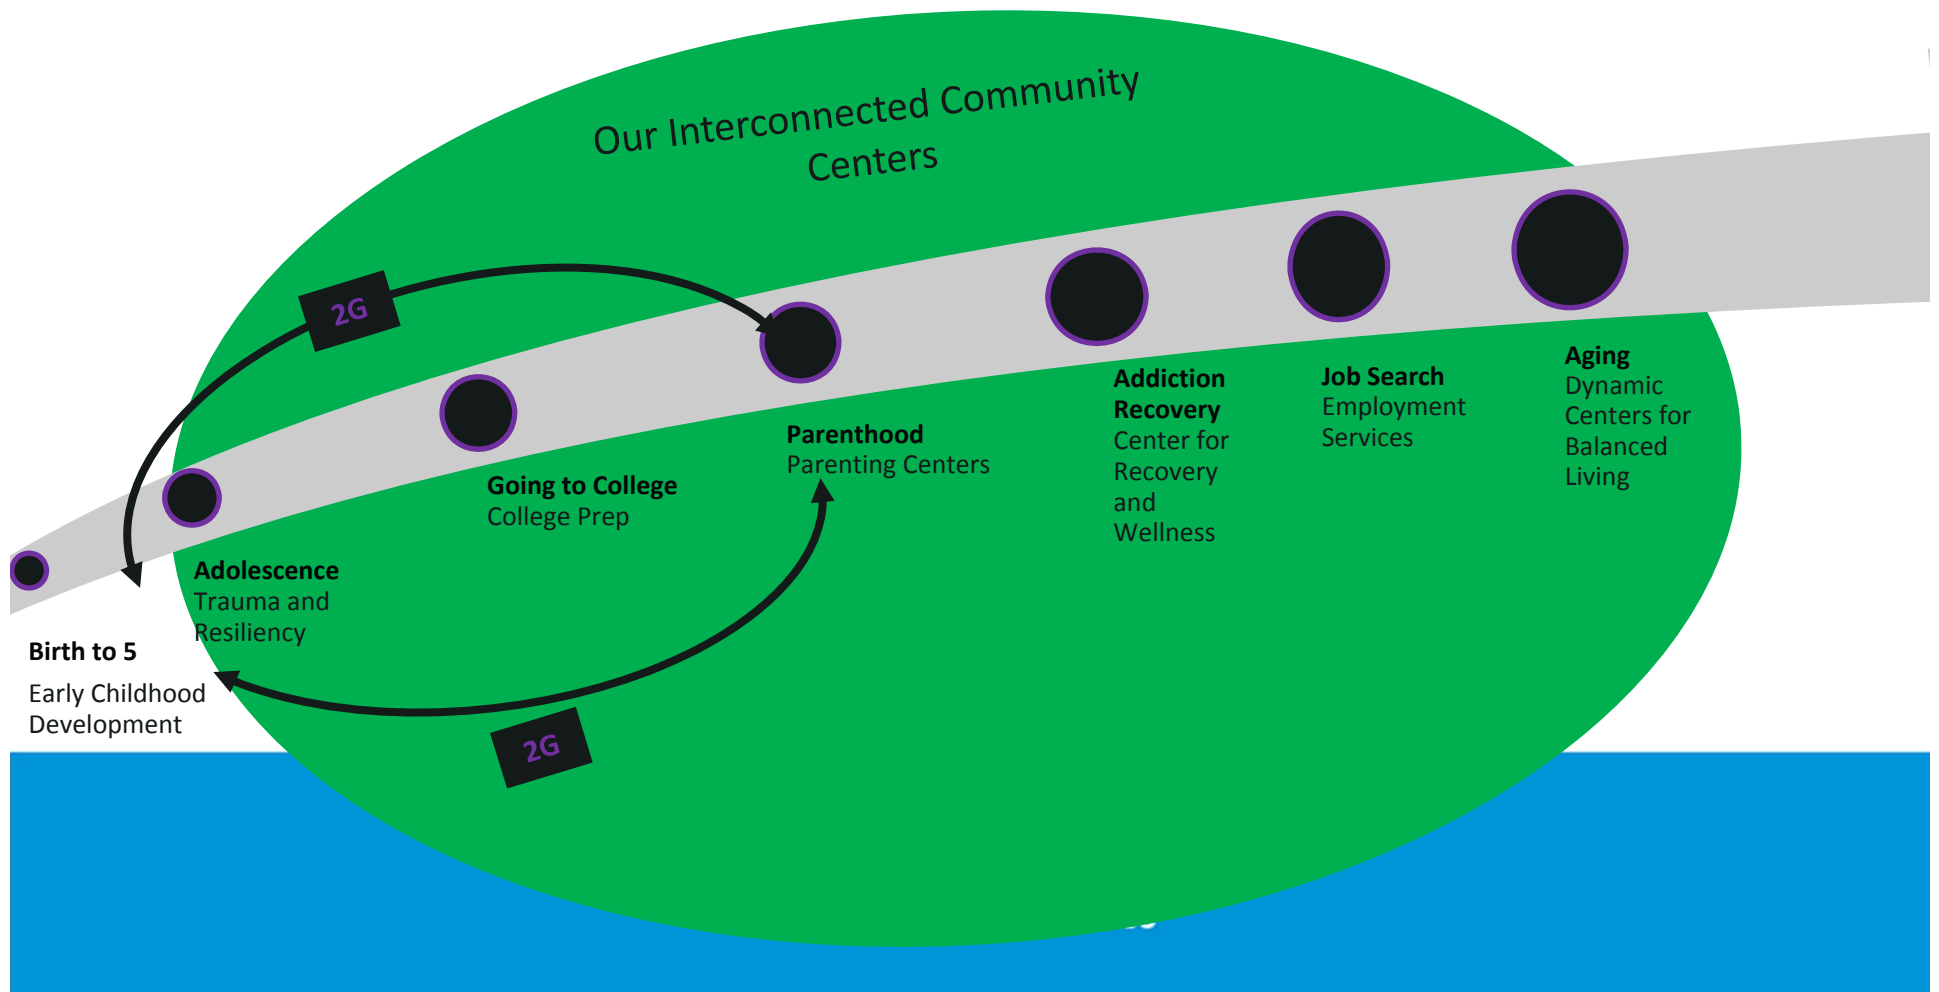 Our Interconnected Community
Centers
2G
Birth to 5
Early Childhood
Development
Adolescence
Trauma and
Resiliency
Going to College
College Prep
Parenthood
Parenting Centers
2G
Addiction
Recovery
Center for
Recovery
and
Wellness
Job Search
Employment
Services
Aging
Dynamic
Centers for
Balanced
Living